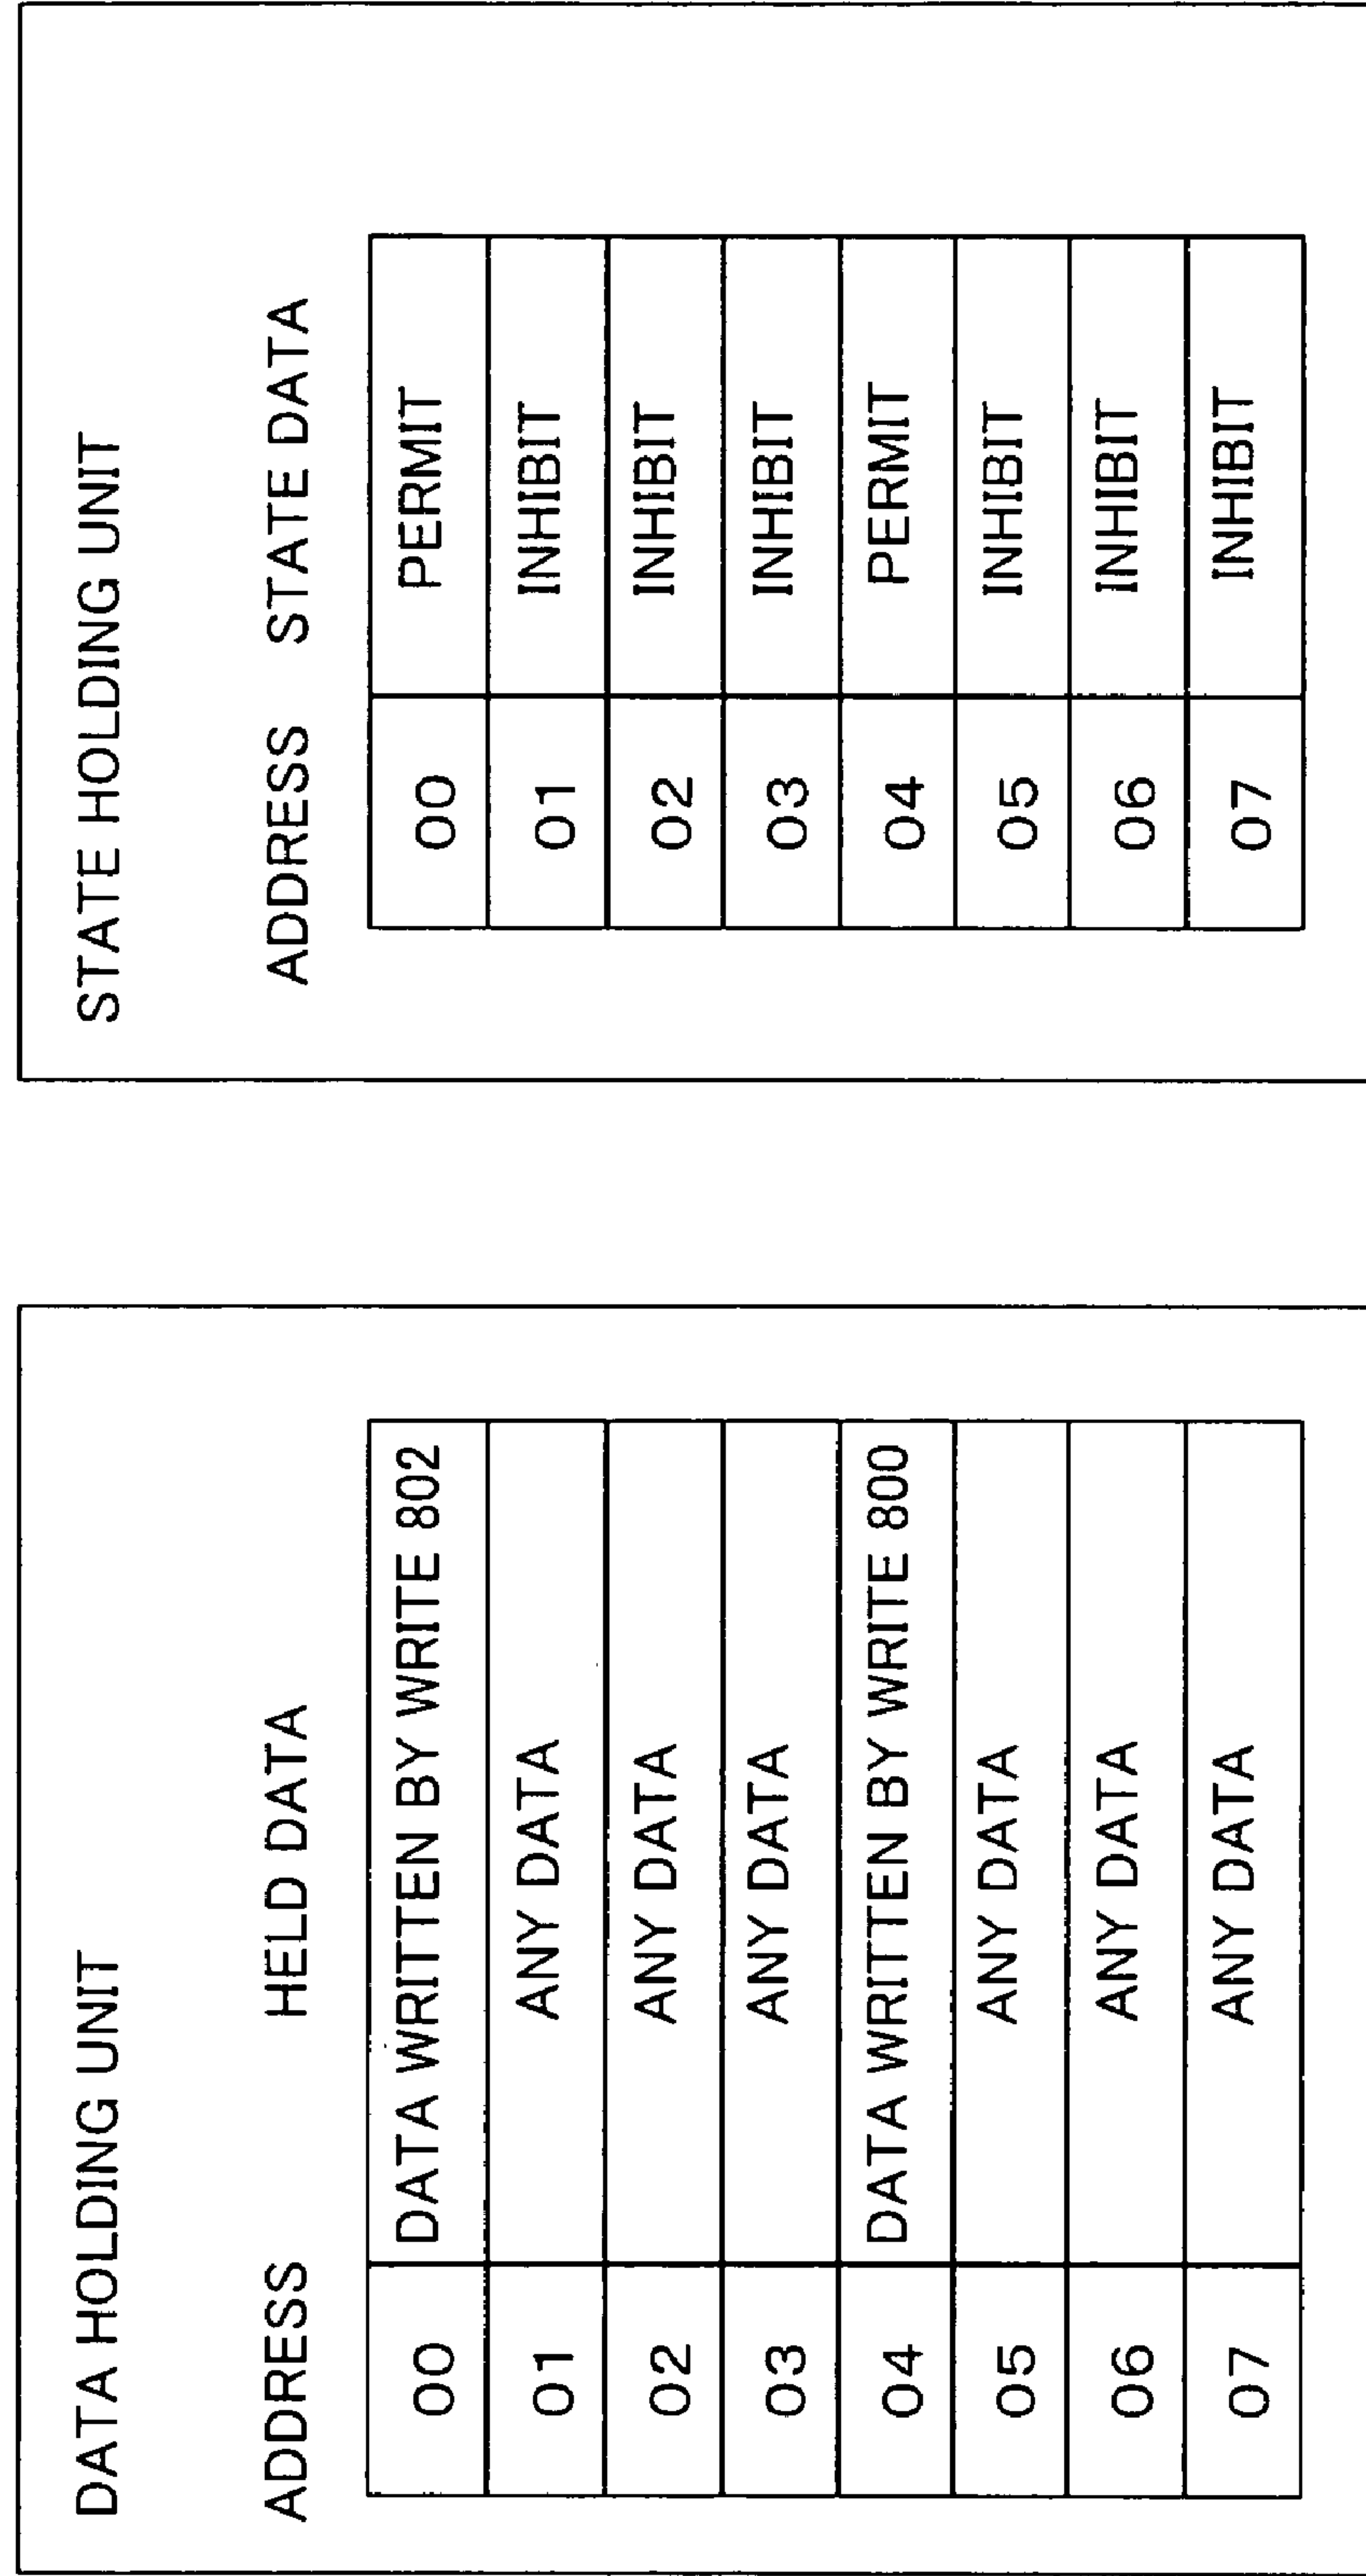 DATA HOLDING UNIT
ADDRESS HELD DATA
00 DATA WRITTEN BY WRITE 802
01 ANY DATA
02 ANY DATA
03 ANY DATA
04 DATA WRITTEN BY WRITE 800
05 ANY DATA
06 ANY DATA
07 ANY DATA
STATE HOLDING UNIT
ADDRESS STATE DATA
00 PERMIT
01 INHIBIT
02 INHIBIT
03 INHIBIT
04 PERMIT
05 INHIBIT
06 INHIBIT
07 INHIBIT